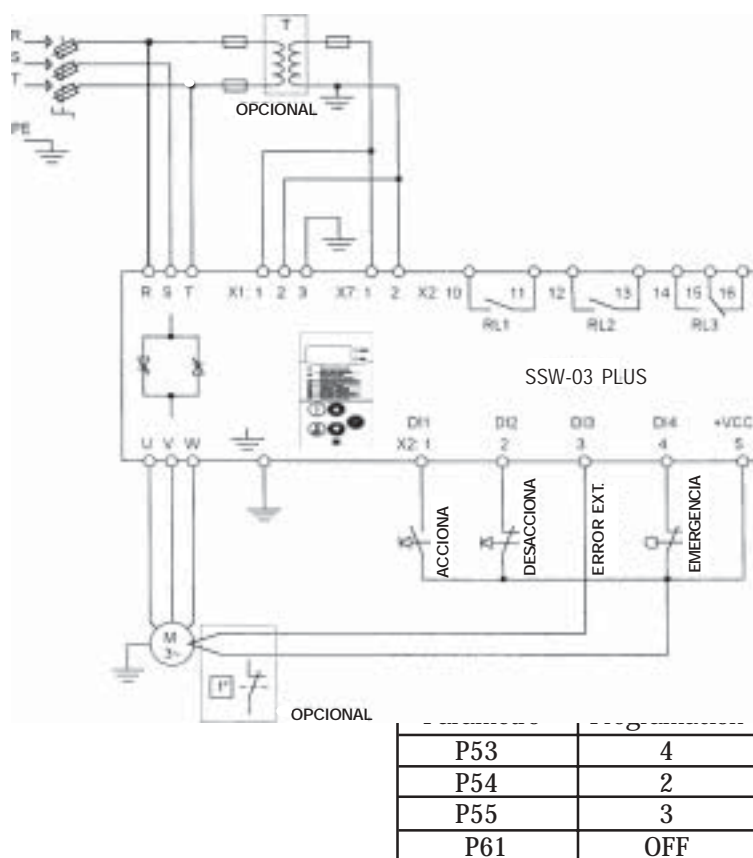 R
S
T
PE
T
OPCIONAL
R S T X1: 1 2 3 X7: 1 2 X2: 10 11 12 13 14 15 16
RL1 RL2 RL3
SSW-03 PLUS
DI1 DI2 DI3 DI4 +VCC
U V W X2: 1 2 3 4 5
ACCIONA
DESACCIONA
ERROR EXT.
EMERGENCIA
M
3~
OPCIONAL
P53 4
P54 2
P55 3
P61 OFF